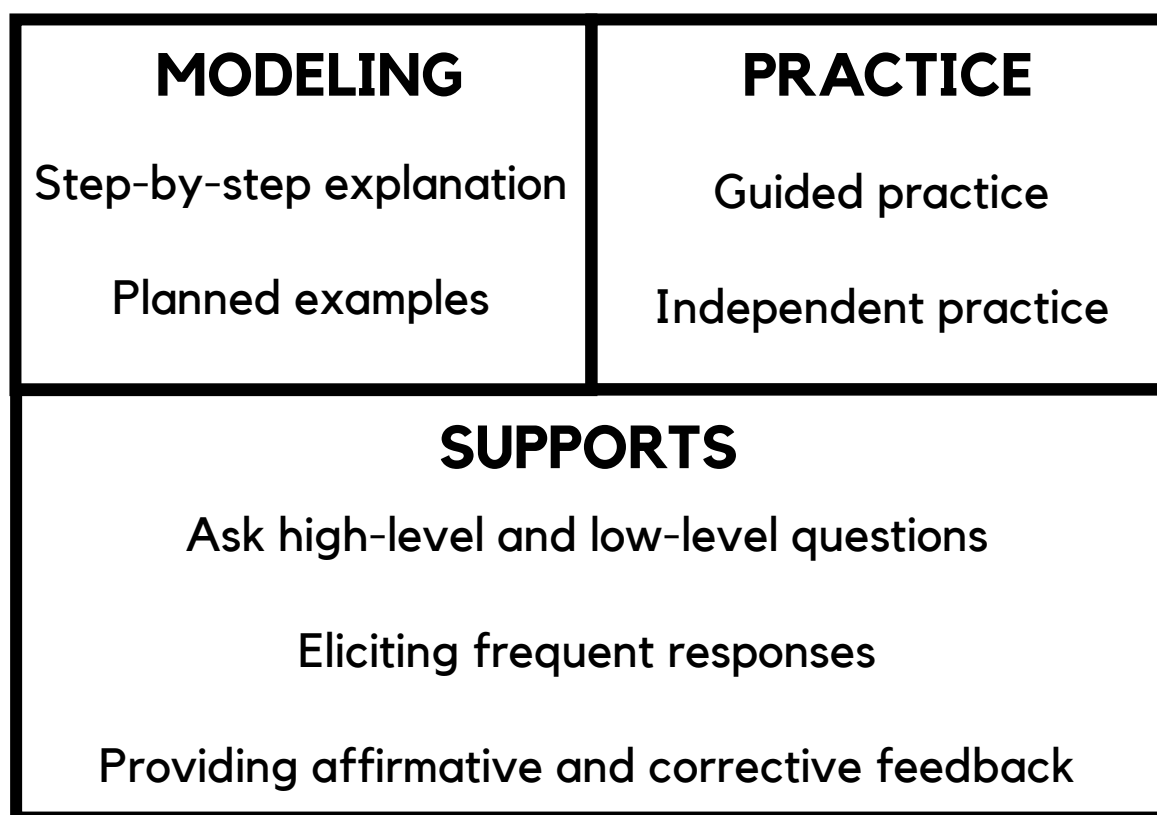 MODELING
Step-by-step explanation
Planned examples
PRACTICE
Guided practice
Independent practice
SUPPORTS
Ask high-level and low-level questions
Eliciting frequent responses
Providing affirmative and corrective feedback